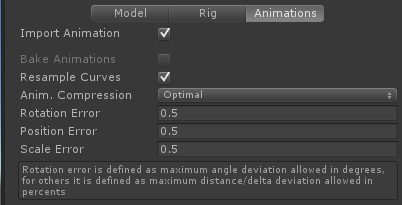 Model Rig Animations
Import Animation
Bake Animations
Resample Curves
Anim. Compression Optimal
Rotation Error 0.5
Position Error 0.5
Scale Error 0.5
Rotation error is defined as maximum angle deviation allowed in degrees,
for others it is defined as maximum distance/delta deviation allowed in
percents